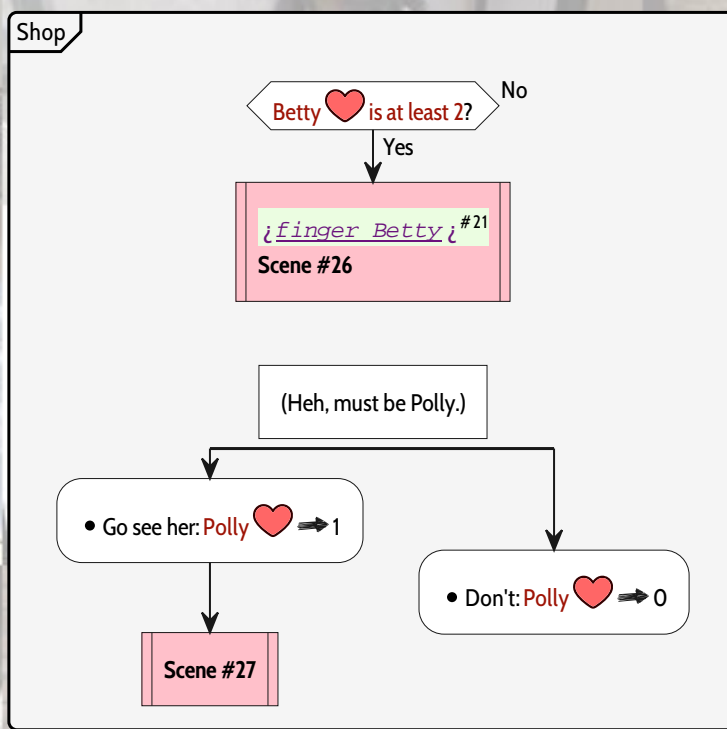 Shop
Betty is at least 2?
No
Yes
¿finger Betty¿#21
Scene #26
(Heh, must be Polly.)
• Go see her: Polly ➡ 1
• Don't: Polly ➡ 0
Scene #27